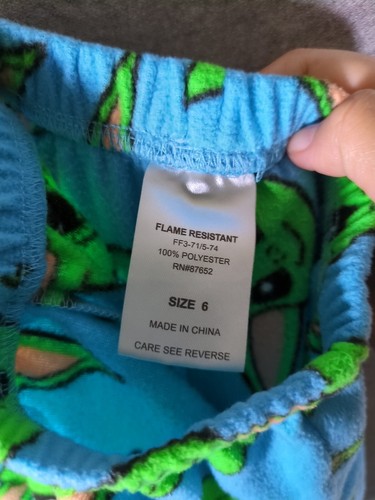 FLAME RESISTANT
FF3-71/5-74
100% POLYESTER
RN#87652
SIZE 6
MADE IN CHINA
CARE SEE REVERSE